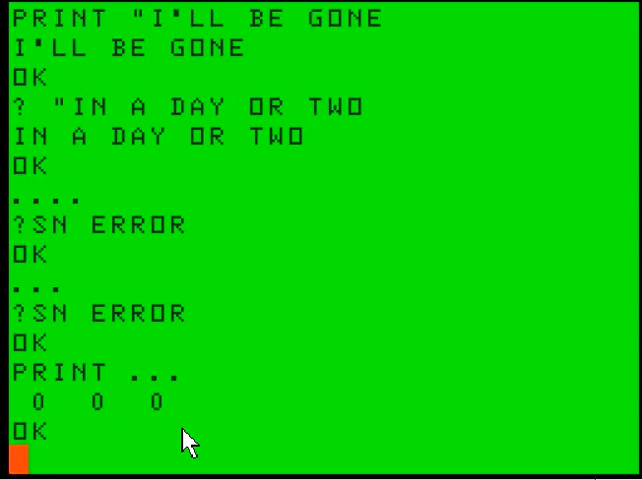 PRINT "I'LL BE GONE
I'LL BE GONE
OK
? "IN A DAY OR TWO
IN A DAY OR TWO
OK
....
?SN ERROR
OK
...
?SN ERROR
OK
PRINT ...
 0  0  0
OK